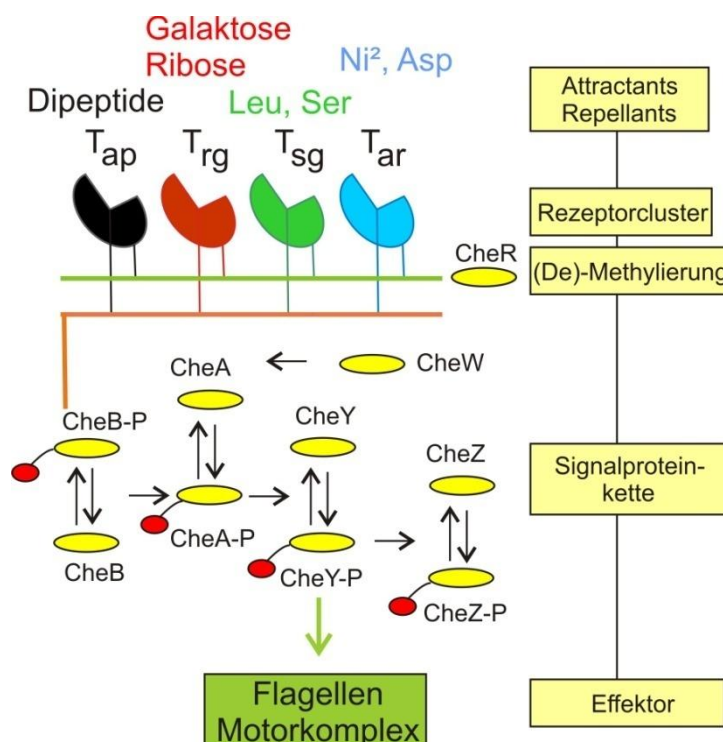 Galaktose
Ribose
Ni², Asp
Dipeptide
Leu, Ser
Tap
Trg
Tsg
Tar
CheR
CheA
CheW
CheB-P
CheY
CheZ
CheA-P
CheB
CheY-P
CheZ-P
Flagellen
Motorkomplex
Attractants
Repellants
Rezeptorcluster
(De)-Methylierung
Signalprotein-
kette
Effektor